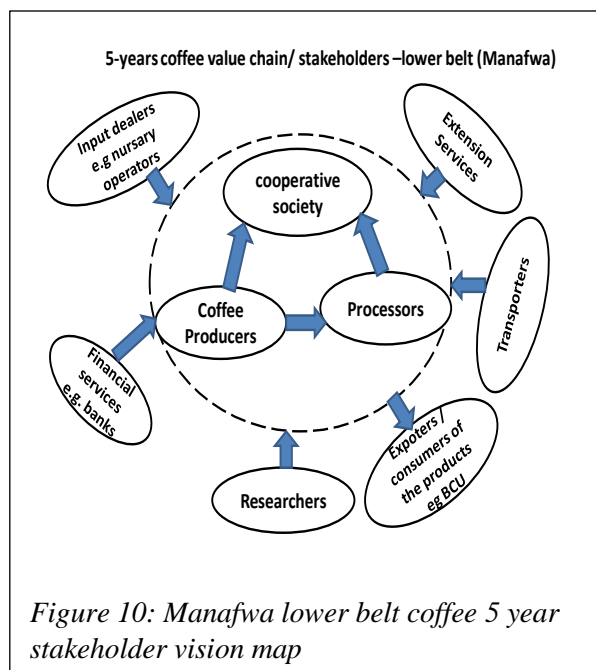 5-years coffee value chain/ stakeholders –lower belt (Manafwa)
Input dealers
e.g nursary
operators
Extension
Services
cooperative
society
Coffee
Producers
Processors
Transporters
Financial
services
e.g. banks
Researchers
Expoters /
consumers of
the products
eg BCU
Figure 10: Manafwa lower belt coffee 5 year
stakeholder vision map